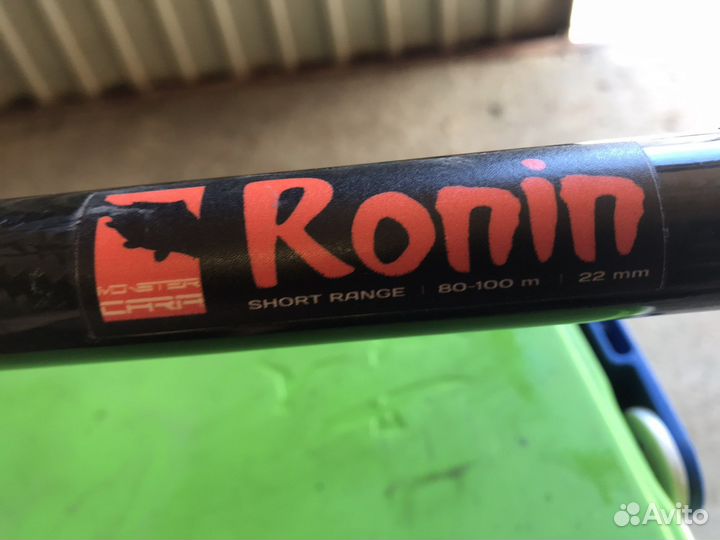 MONSTER
CARP
Ronin
SHORT RANGE | 80-100 m | 22 mm
Avito